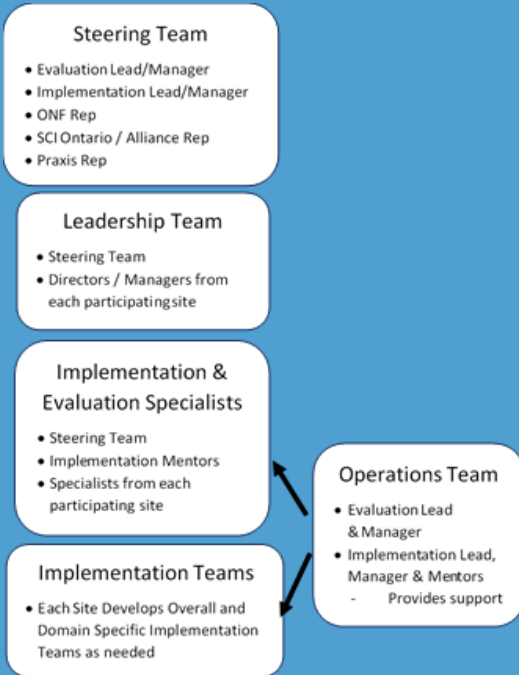 Steering Team
• Evaluation Lead/Manager
• Implementation Lead/Manager
• ONF Rep
• SCI Ontario / Alliance Rep
• Praxis Rep
Leadership Team
• Steering Team
• Directors / Managers from
each participating site
Implementation &
Evaluation Specialists
• Steering Team
• Implementation Mentors
• Specialists from each
participating site
Operations Team
• Evaluation Lead
& Manager
• Implementation Lead,
Manager & Mentors
- Provides support
Implementation Teams
• Each Site Develops Overall and
Domain Specific Implementation
Teams as needed